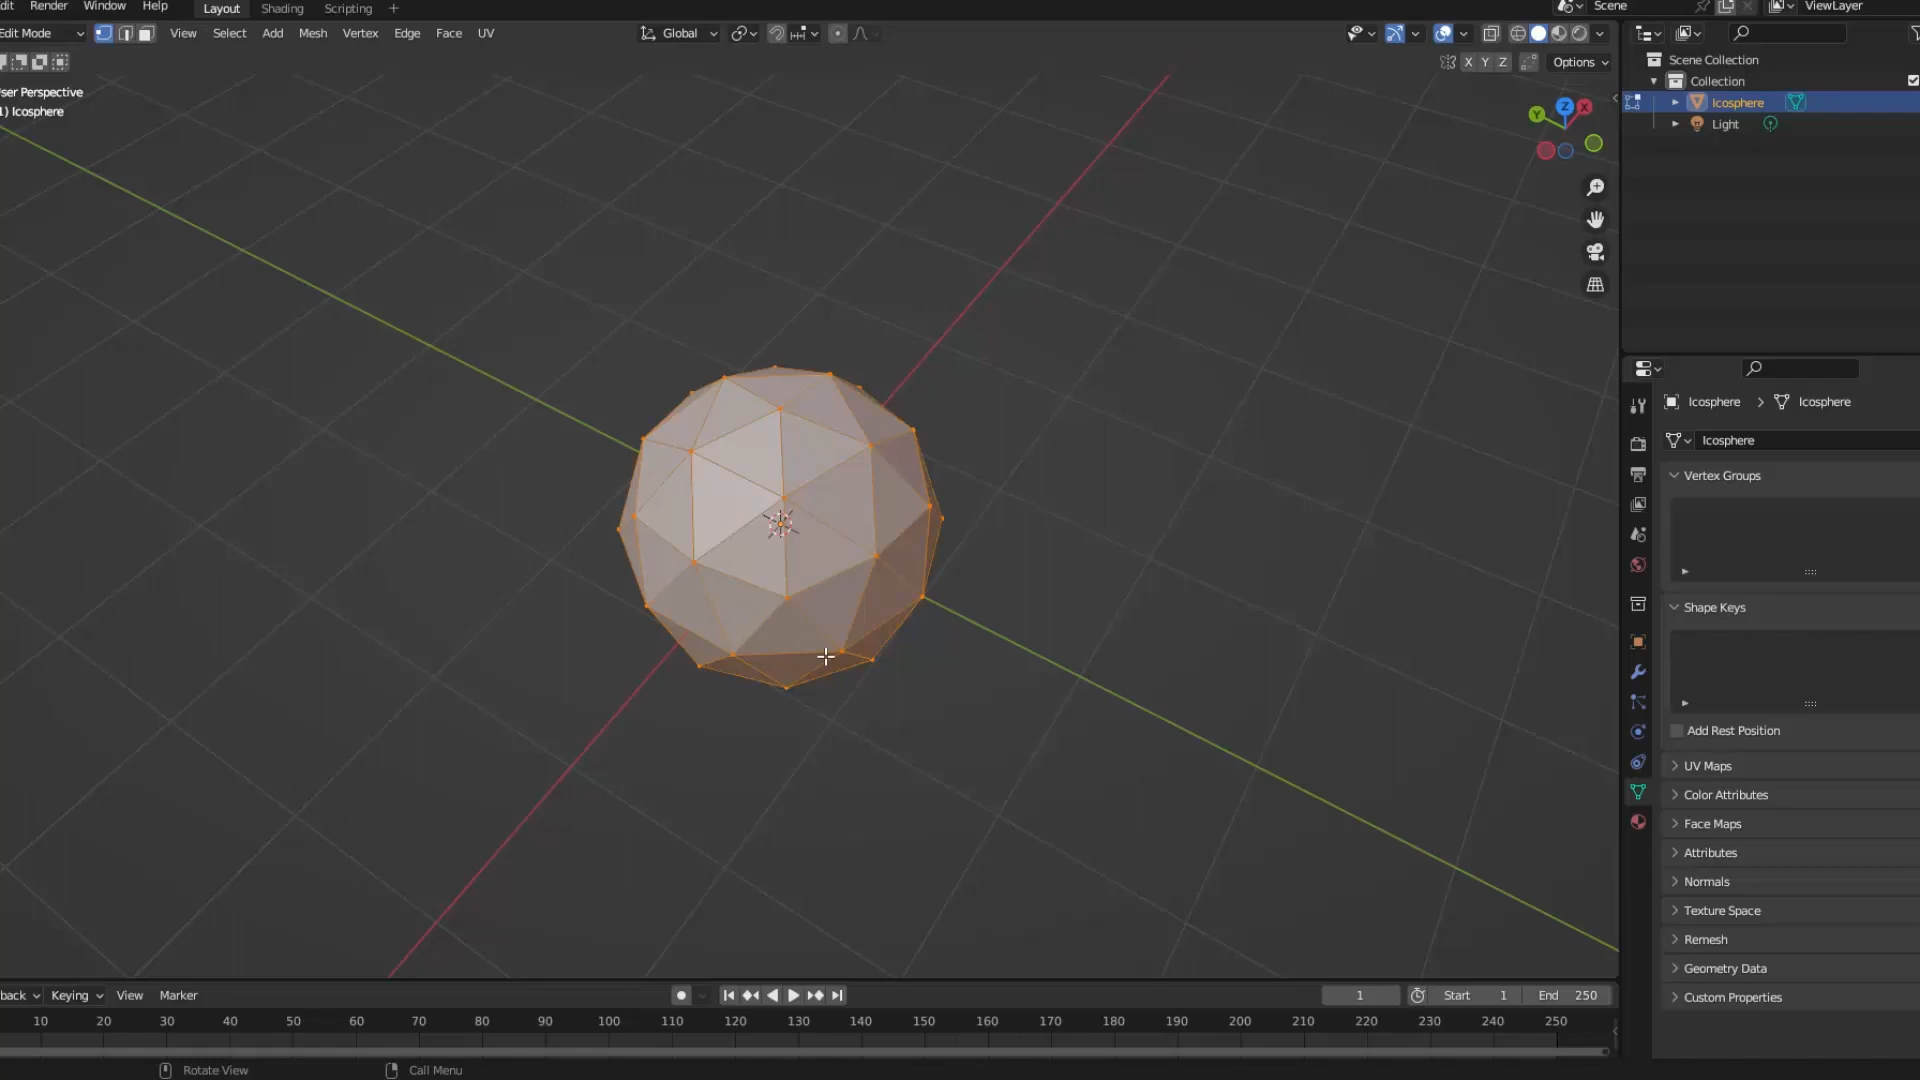 dit Render Window Help Layout Shading Scripting + Scene ViewLayer
Edit Mode View Select Add Mesh Vertex Edge Face UV Global
X Y Z Options
ser Perspective
1) Icosphere
Z X Y
Scene Collection
Collection
Icosphere
Light
Icosphere > Icosphere
Icosphere
Vertex Groups
Shape Keys
Add Rest Position
UV Maps
Color Attributes
Face Maps
Attributes
Normals
Texture Space
Remesh
Geometry Data
Custom Properties
back Keying View Marker 1 Start 1 End 250
10 20 30 40 50 60 70 80 90 100 110 120 130 140 150 160 170 180 190 200 210 220 230 240 250
Rotate View Call Menu